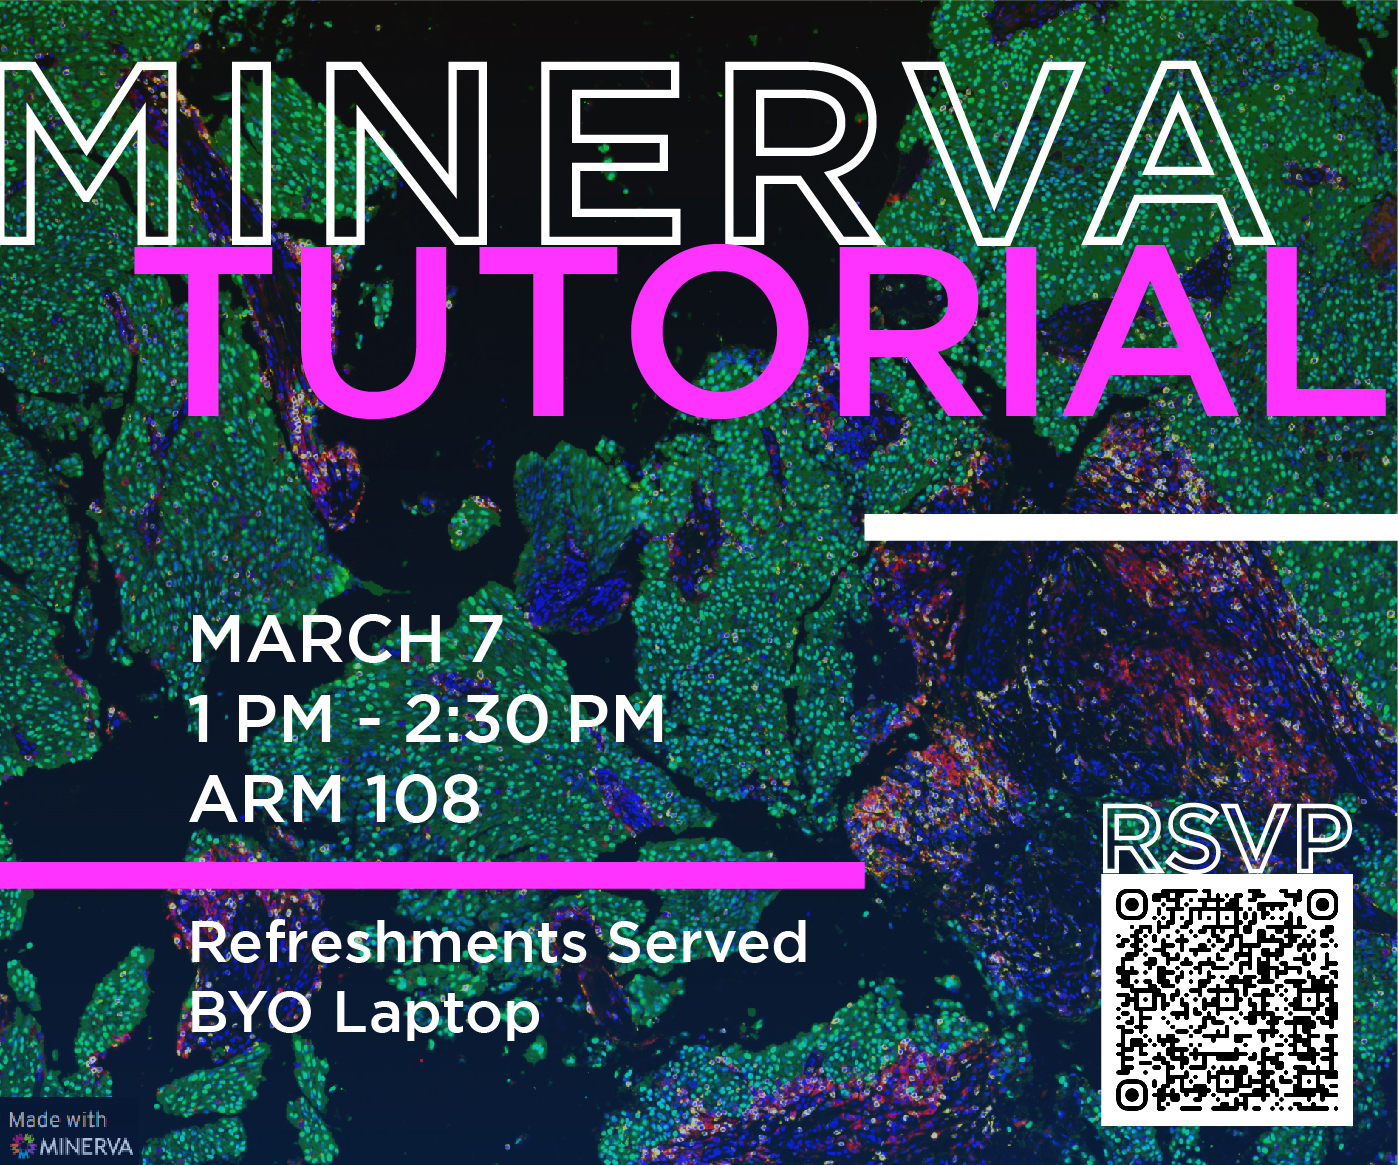 MINERVA
TUTORIAL
MARCH 7
1 PM - 2:30 PM
ARM 108
Refreshments Served
BYO Laptop
RSVP
Made with
MINERVA